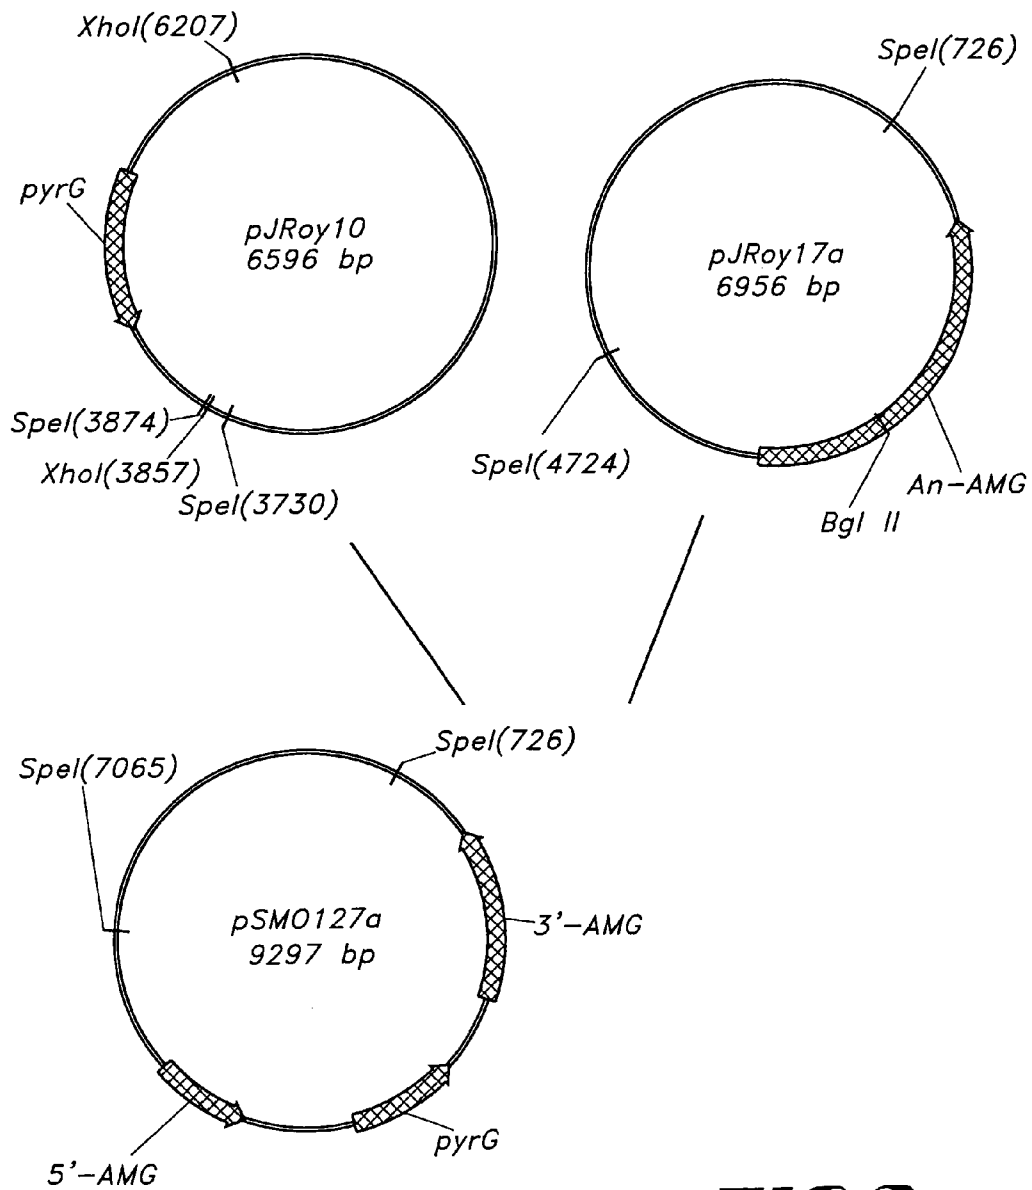 XhoI(6207)
pyrG
pJRoy10
6596 bp
SpeI(3874)
XhoI(3857)
SpeI(3730)
SpeI(726)
pJRoy17a
6956 bp
SpeI(4724)
An-AMG
Bgl II
SpeI(7065)
SpeI(726)
pSMO127a
9297 bp
3'-AMG
pyrG
5'-AMG